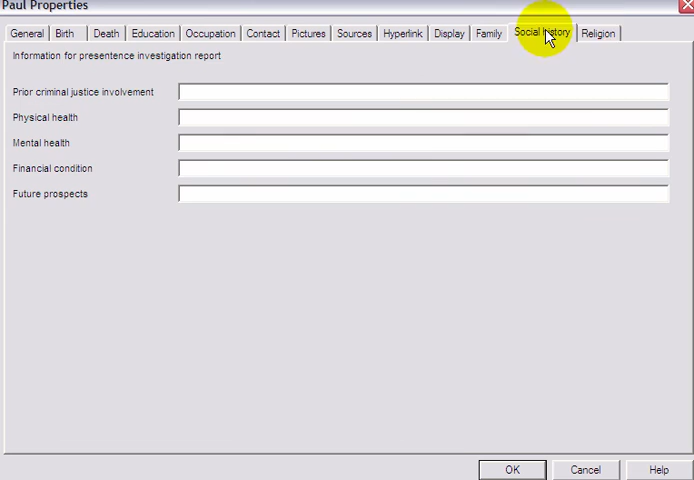 Paul Properties
General Birth Death Education Occupation Contact Pictures Sources Hyperlink Display Family Social history Religion
Information for presentence investigation report
Prior criminal justice involvement
Physical health
Mental health
Financial condition
Future prospects
OK Cancel Help